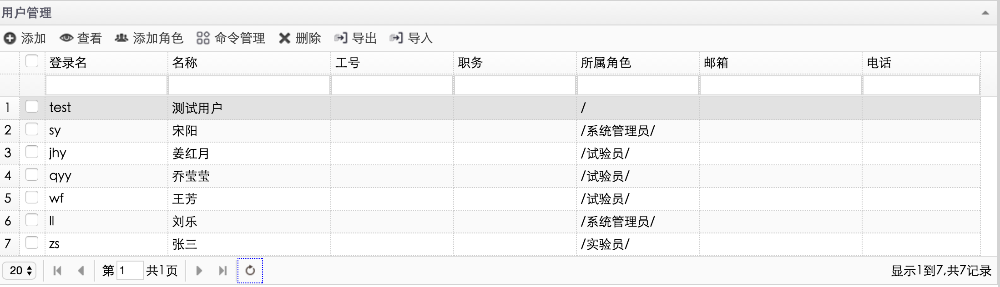 用户管理
添加 查看 添加角色 命令管理 删除 导出 导入
登录名 名称 工号 职务 所属角色 邮箱 电话
1 test 测试用户 /
2 sy 宋阳 /系统管理员/
3 jhy 姜红月 /试验员/
4 qyy 乔莹莹 /试验员/
5 wf 王芳 /试验员/
6 ll 刘乐 /系统管理员/
7 zs 张三 /实验员/
20 第 1 共1页 显示1到7,共7记录